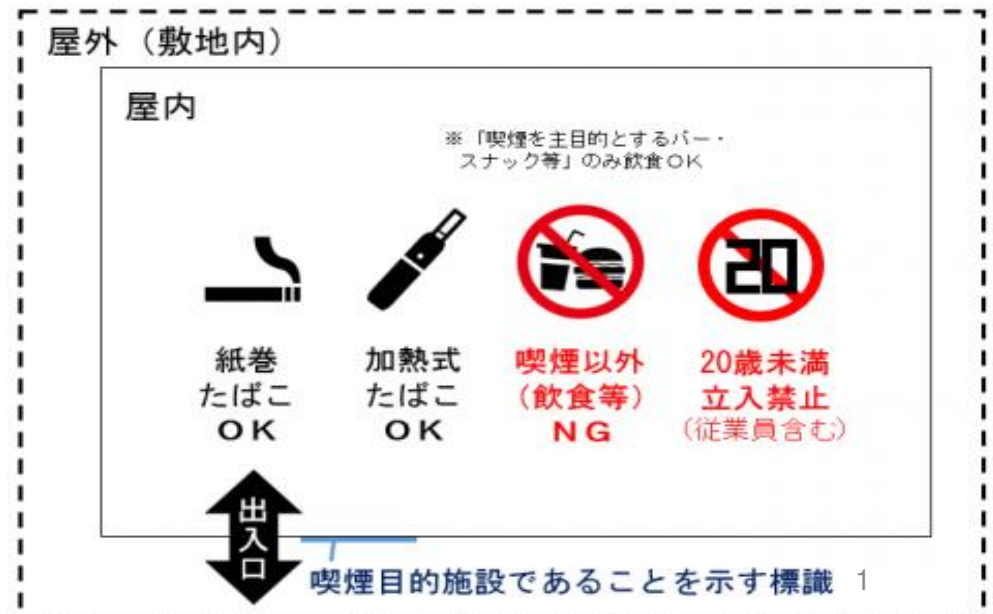 屋外（敷地内）
屋内
※「喫煙を主目的とするバー・
スナック等」のみ飲食OK
20
紙巻
たばこ
OK
加熱式
たばこ
OK
喫煙以外
（飲食等）
NG
20歳未満
立入禁止
（従業員含む）
出入口
喫煙目的施設であることを示す標識 1